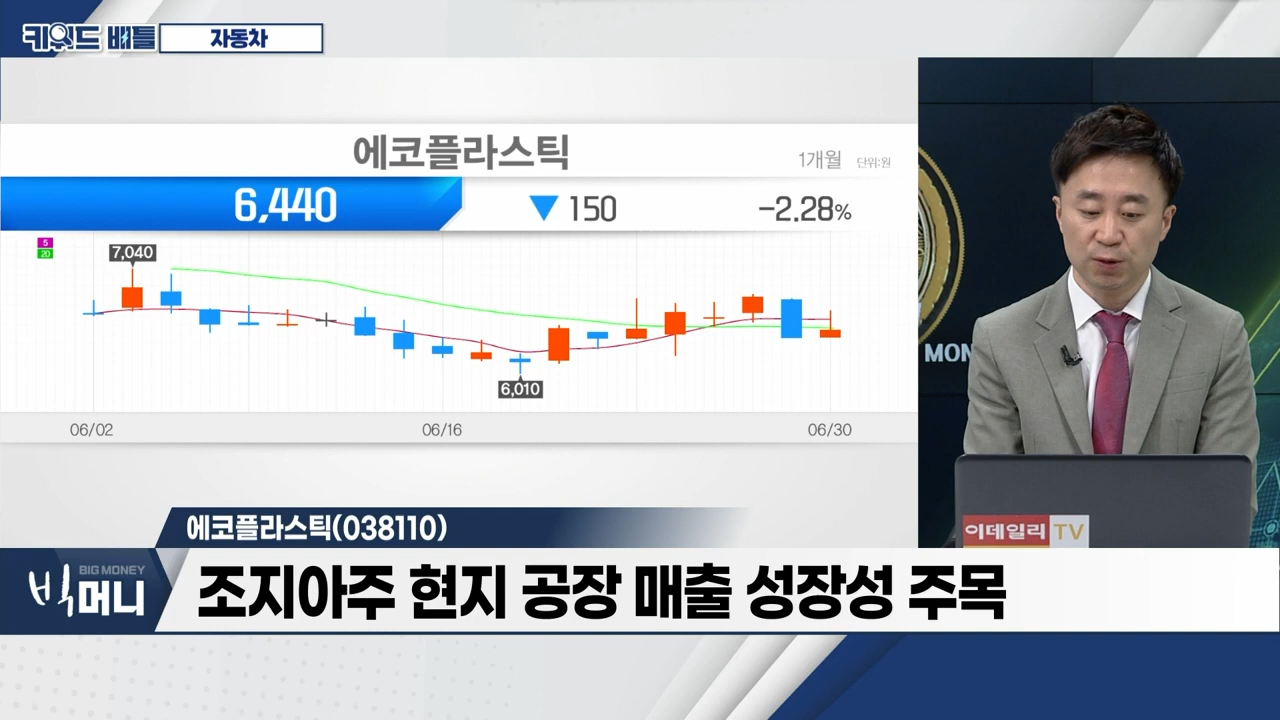 키워드 배틀
자동차
에코플라스틱
1개월 단위:원
6,440 ▼ 150 -2.28%
5
20
7,040
6,010
06/02 06/16 06/30
MON
이데일리 TV
에코플라스틱(038110)
BIG MONEY
빅머니
조지아주 현지 공장 매출 성장성 주목